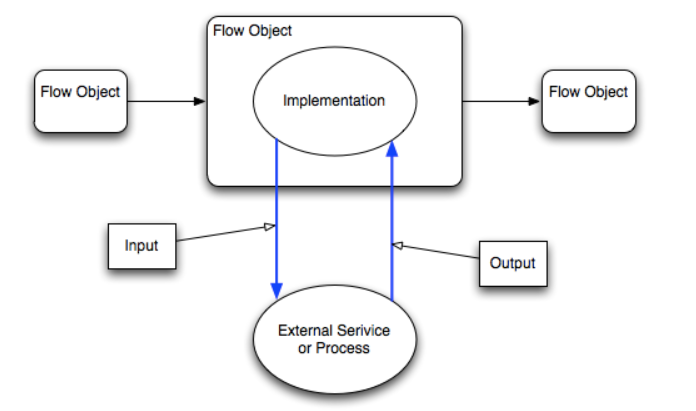 Flow Object
Flow Object
Flow Object
Implementation
Input
Output
External Serivice
or Process